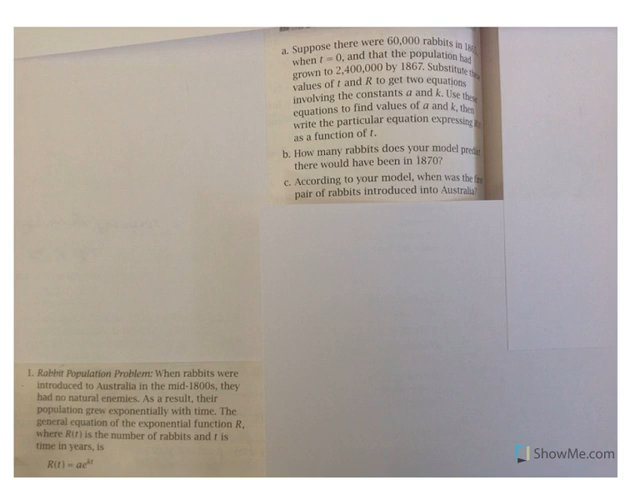 1. Rabbit Population Problem: When rabbits were
introduced to Australia in the mid-1800s, they
had no natural enemies. As a result, their
population grew exponentially with time. The
general equation of the exponential function R,
where R(t) is the number of rabbits and t is
time in years, is
R(t) = ae^kt
a. Suppose there were 60,000 rabbits in
when t = 0, and that the population had
grown to 2,400,000 by 1867. Substitute
values of t and R to get two equations
involving the constants a and k. Use these
equations to find values of a and k, then
write the particular equation expressing
as a function of t.
b. How many rabbits does your model predict
there would have been in 1870?
c. According to your model, when was the
pair of rabbits introduced into Australia?
ShowMe.com